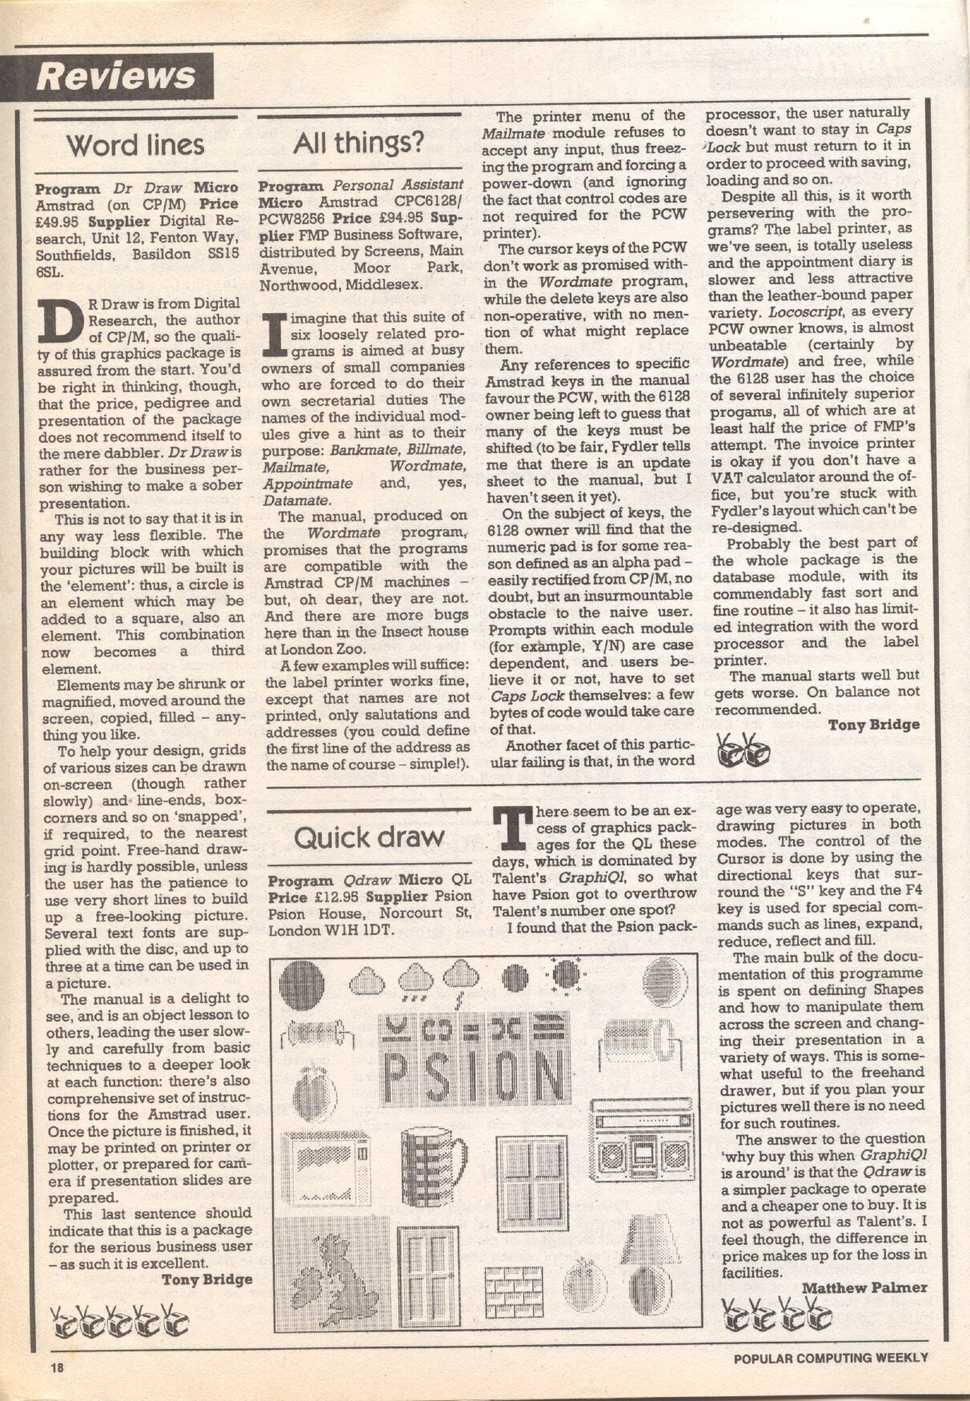 Reviews
Word lines
Program Dr Draw Micro
Amstrad (on CP/M) Price
£49.95 Supplier Digital Re-
search, Unit 12, Fenton Way,
Southfields, Basildon SS15
6SL.
DR Draw is from Digital
Research, the author
of CP/M, so the quali-
ty of this graphics package is
assured from the start. You'd
be right in thinking, though,
that the price, pedigree and
presentation of the package
does not recommend itself to
the mere dabbler. Dr Draw is
rather for the business per-
son wishing to make a sober
presentation.
This is not to say that it is in
any way less flexible. The
building block with which
your pictures will be built is
the 'element': thus, a circle is
an element which may be
added to a square, also an
element. This combination
now becomes a third
element.
Elements may be shrunk or
magnified, moved around the
screen, copied, filled – any-
thing you like.
To help your design, grids
of various sizes can be drawn
on-screen (though rather
slowly) and line-ends, box-
corners and so on 'snapped',
if required, to the nearest
grid point. Free-hand draw-
ing is hardly possible, unless
the user has the patience to
use very short lines to build
up a free-looking picture.
Several text fonts are sup-
plied with the disc, and up to
three at a time can be used in
a picture.
The manual is a delight to
see, and is an object lesson to
others, leading the user slow-
ly and carefully from basic
techniques to a deeper look
at each function: there's also
comprehensive set of instruc-
tions for the Amstrad user.
Once the picture is finished, it
may be printed on printer or
plotter, or prepared for cam-
era if presentation slides are
prepared.
This last sentence should
indicate that this is a package
for the serious business user
– as such it is excellent.
Tony Bridge
All things?
Program Personal Assistant
Micro Amstrad CPC6128/
PCW8256 Price £94.95 Sup-
plier FMP Business Software,
distributed by Screens, Main
Avenue, Moor Park,
Northwood, Middlesex.
I imagine that this suite of
six loosely related pro-
grams is aimed at busy
owners of small companies
who are forced to do their
own secretarial duties The
names of the individual mod-
ules give a hint as to their
purpose: Bankmate, Billmate,
Mailmate, Wordmate,
Appointmate and, yes,
Datamate.
The manual, produced on
the Wordmate program,
promises that the programs
are compatible with the
Amstrad CP/M machines –
but, oh dear, they are not.
And there are more bugs
here than in the Insect house
at London Zoo.
A few examples will suffice:
the label printer works fine,
except that names are not
printed, only salutations and
addresses (you could define
the first line of the address as
the name of course – simple!).
The printer menu of the
Mailmate module refuses to
accept any input, thus freez-
ing the program and forcing a
power-down (and ignoring
the fact that control codes are
not required for the PCW
printer).
The cursor keys of the PCW
don't work as promised with-
in the Wordmate program,
while the delete keys are also
non-operative, with no men-
tion of what might replace
them.
Any references to specific
Amstrad keys in the manual
favour the PCW, with the 6128
owner being left to guess that
many of the keys must be
shifted (to be fair, Fydler tells
me that there is an update
sheet to the manual, but I
haven't seen it yet).
On the subject of keys, the
6128 owner will find that the
numeric pad is for some rea-
son defined as an alpha pad –
easily rectified from CP/M, no
doubt, but an insurmountable
obstacle to the naive user.
Prompts within each module
(for example, Y/N) are case
dependent, and users be-
lieve it or not, have to set
Caps Lock themselves: a few
bytes of code would take care
of that.
Another facet of this partic-
ular failing is that, in the word
processor, the user naturally
doesn't want to stay in Caps
Lock but must return to it in
order to proceed with saving,
loading and so on.
Despite all this, is it worth
persevering with the pro-
grams? The label printer, as
we've seen, is totally useless
and the appointment diary is
slower and less attractive
than the leather-bound paper
variety. Locoscript, as every
PCW owner knows, is almost
unbeatable (certainly by
Wordmate) and free, while
the 6128 user has the choice
of several infinitely superior
progams, all of which are at
least half the price of FMP's
attempt. The invoice printer
is okay if you don't have a
VAT calculator around the of-
fice, but you're stuck with
Fydler's layout which can't be
re-designed.
Probably the best part of
the whole package is the
database module, with its
commendably fast sort and
fine routine – it also has limit-
ed integration with the word
processor and the label
printer.
The manual starts well but
gets worse. On balance not
recommended.
Tony Bridge
Quick draw
Program Qdraw Micro QL
Price £12.95 Supplier Psion
Psion House, Norcourt St,
London W1H 1DT.
There seem to be an ex-
cess of graphics pack-
ages for the QL these
days, which is dominated by
Talent's GraphiQl, so what
have Psion got to overthrow
Talent's number one spot?
I found that the Psion pack-
age was very easy to operate,
drawing pictures in both
modes. The control of the
Cursor is done by using the
directional keys that sur-
round the "S" key and the F4
key is used for special com-
mands such as lines, expand,
reduce, reflect and fill.
The main bulk of the docu-
mentation of this programme
is spent on defining Shapes
and how to manipulate them
across the screen and chang-
ing their presentation in a
variety of ways. This is some-
what useful to the freehand
drawer, but if you plan your
pictures well there is no need
for such routines.
The answer to the question
'why buy this when GraphiQl
is around' is that the Qdraw is
a simpler package to operate
and a cheaper one to buy. It is
not as powerful as Talent's. I
feel though, the difference in
price makes up for the loss in
facilities.
Matthew Palmer
PSION
18
POPULAR COMPUTING WEEKLY